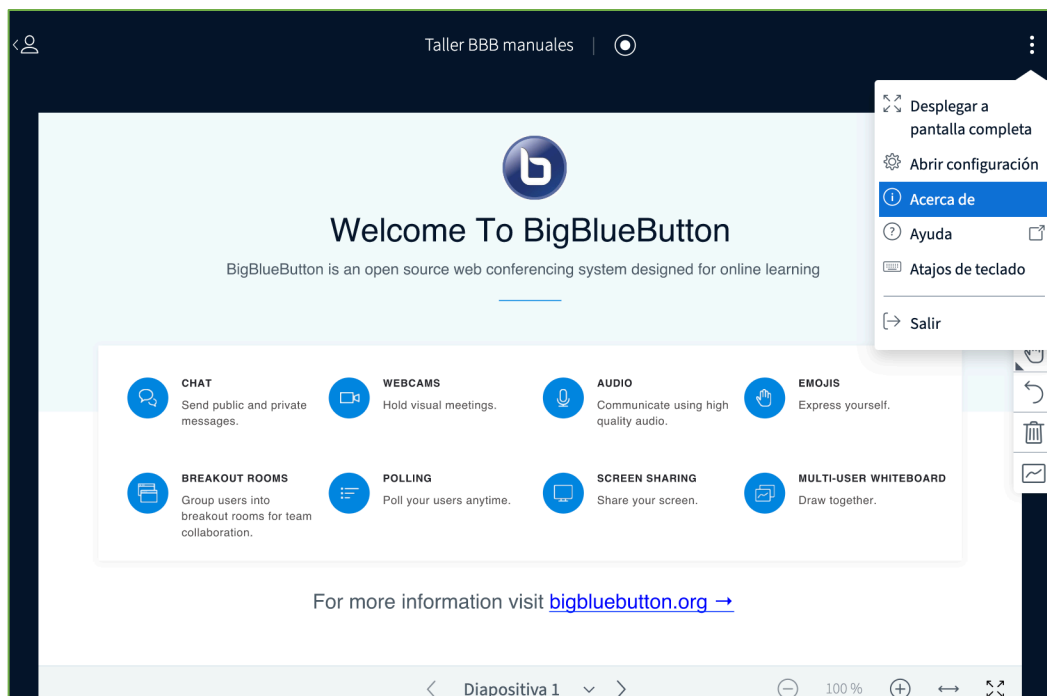 Taller BBB manuales
Desplegar a
pantalla completa
Abrir configuración
Acerca de
Ayuda
Atajos de teclado
Salir
Welcome To BigBlueButton
BigBlueButton is an open source web conferencing system designed for online learning
CHAT
Send public and private
messages.
WEBCAMS
Hold visual meetings.
AUDIO
Communicate using high
quality audio.
EMOJIS
Express yourself.
BREAKOUT ROOMS
Group users into
breakout rooms for team
collaboration.
POLLING
Poll your users anytime.
SCREEN SHARING
Share your screen.
MULTI-USER WHITEBOARD
Draw together.
For more information visit bigbluebutton.org →
Diapositiva 1
100 %